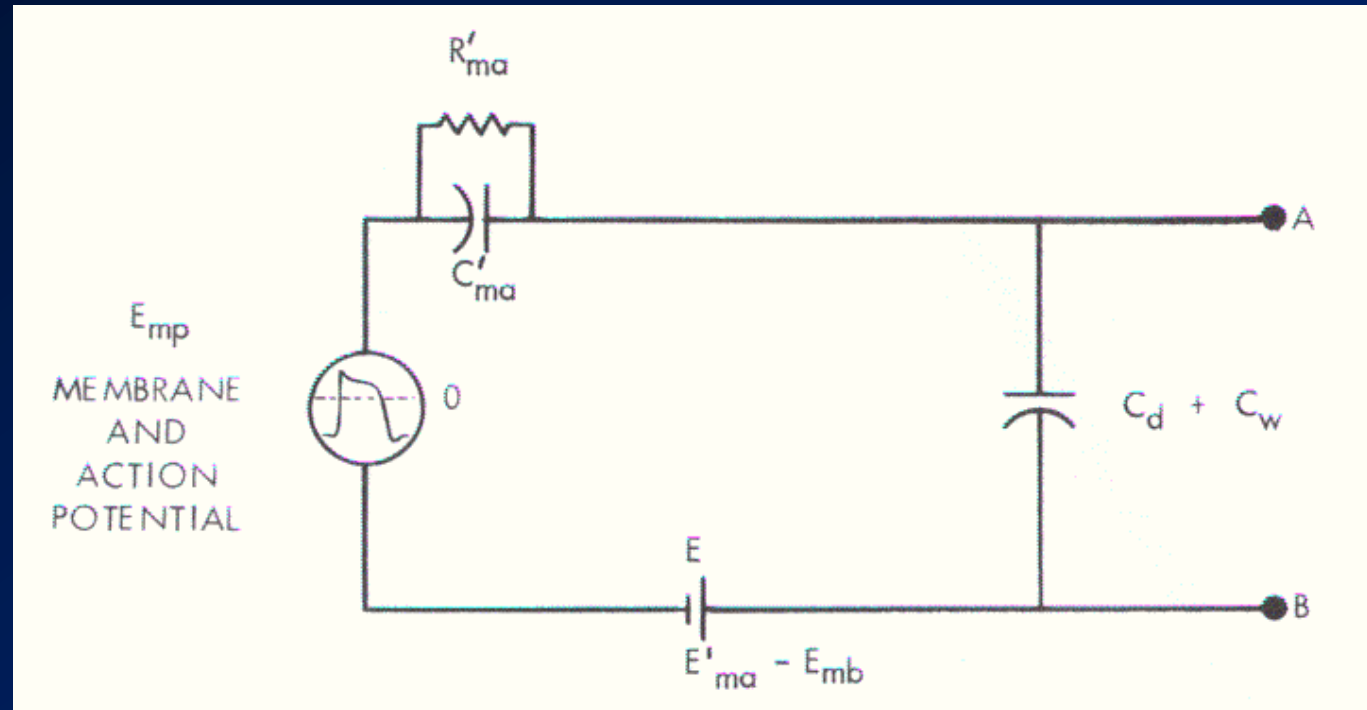 R'ma
C'ma
A
Emp
MEMBRANE
AND
ACTION
POTENTIAL
0
Cd + Cw
E
B
E'ma - Emb